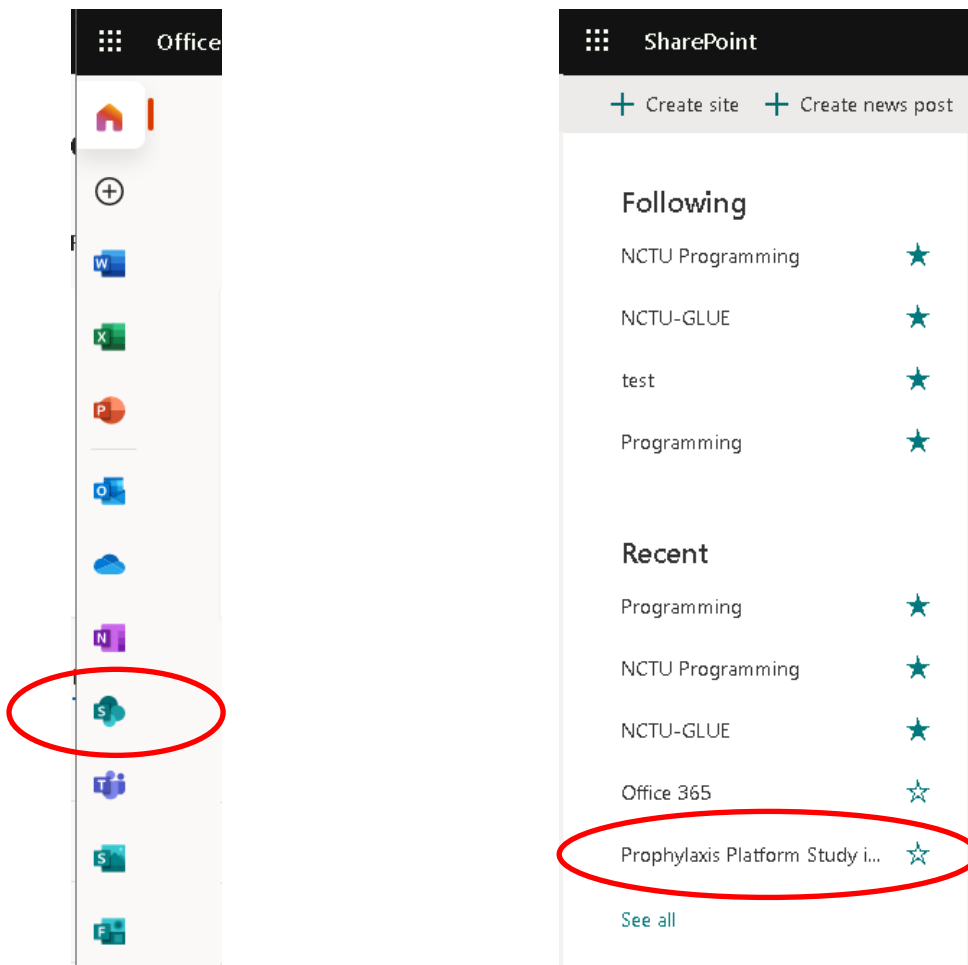 Office
W
X
P
O
N
S
T
S
F
SharePoint
Create site Create news post
Following
NCTU Programming
NCTU-GLUE
test
Programming
Recent
Programming
NCTU Programming
NCTU-GLUE
Office 365
Prophylaxis Platform Study i...
See all